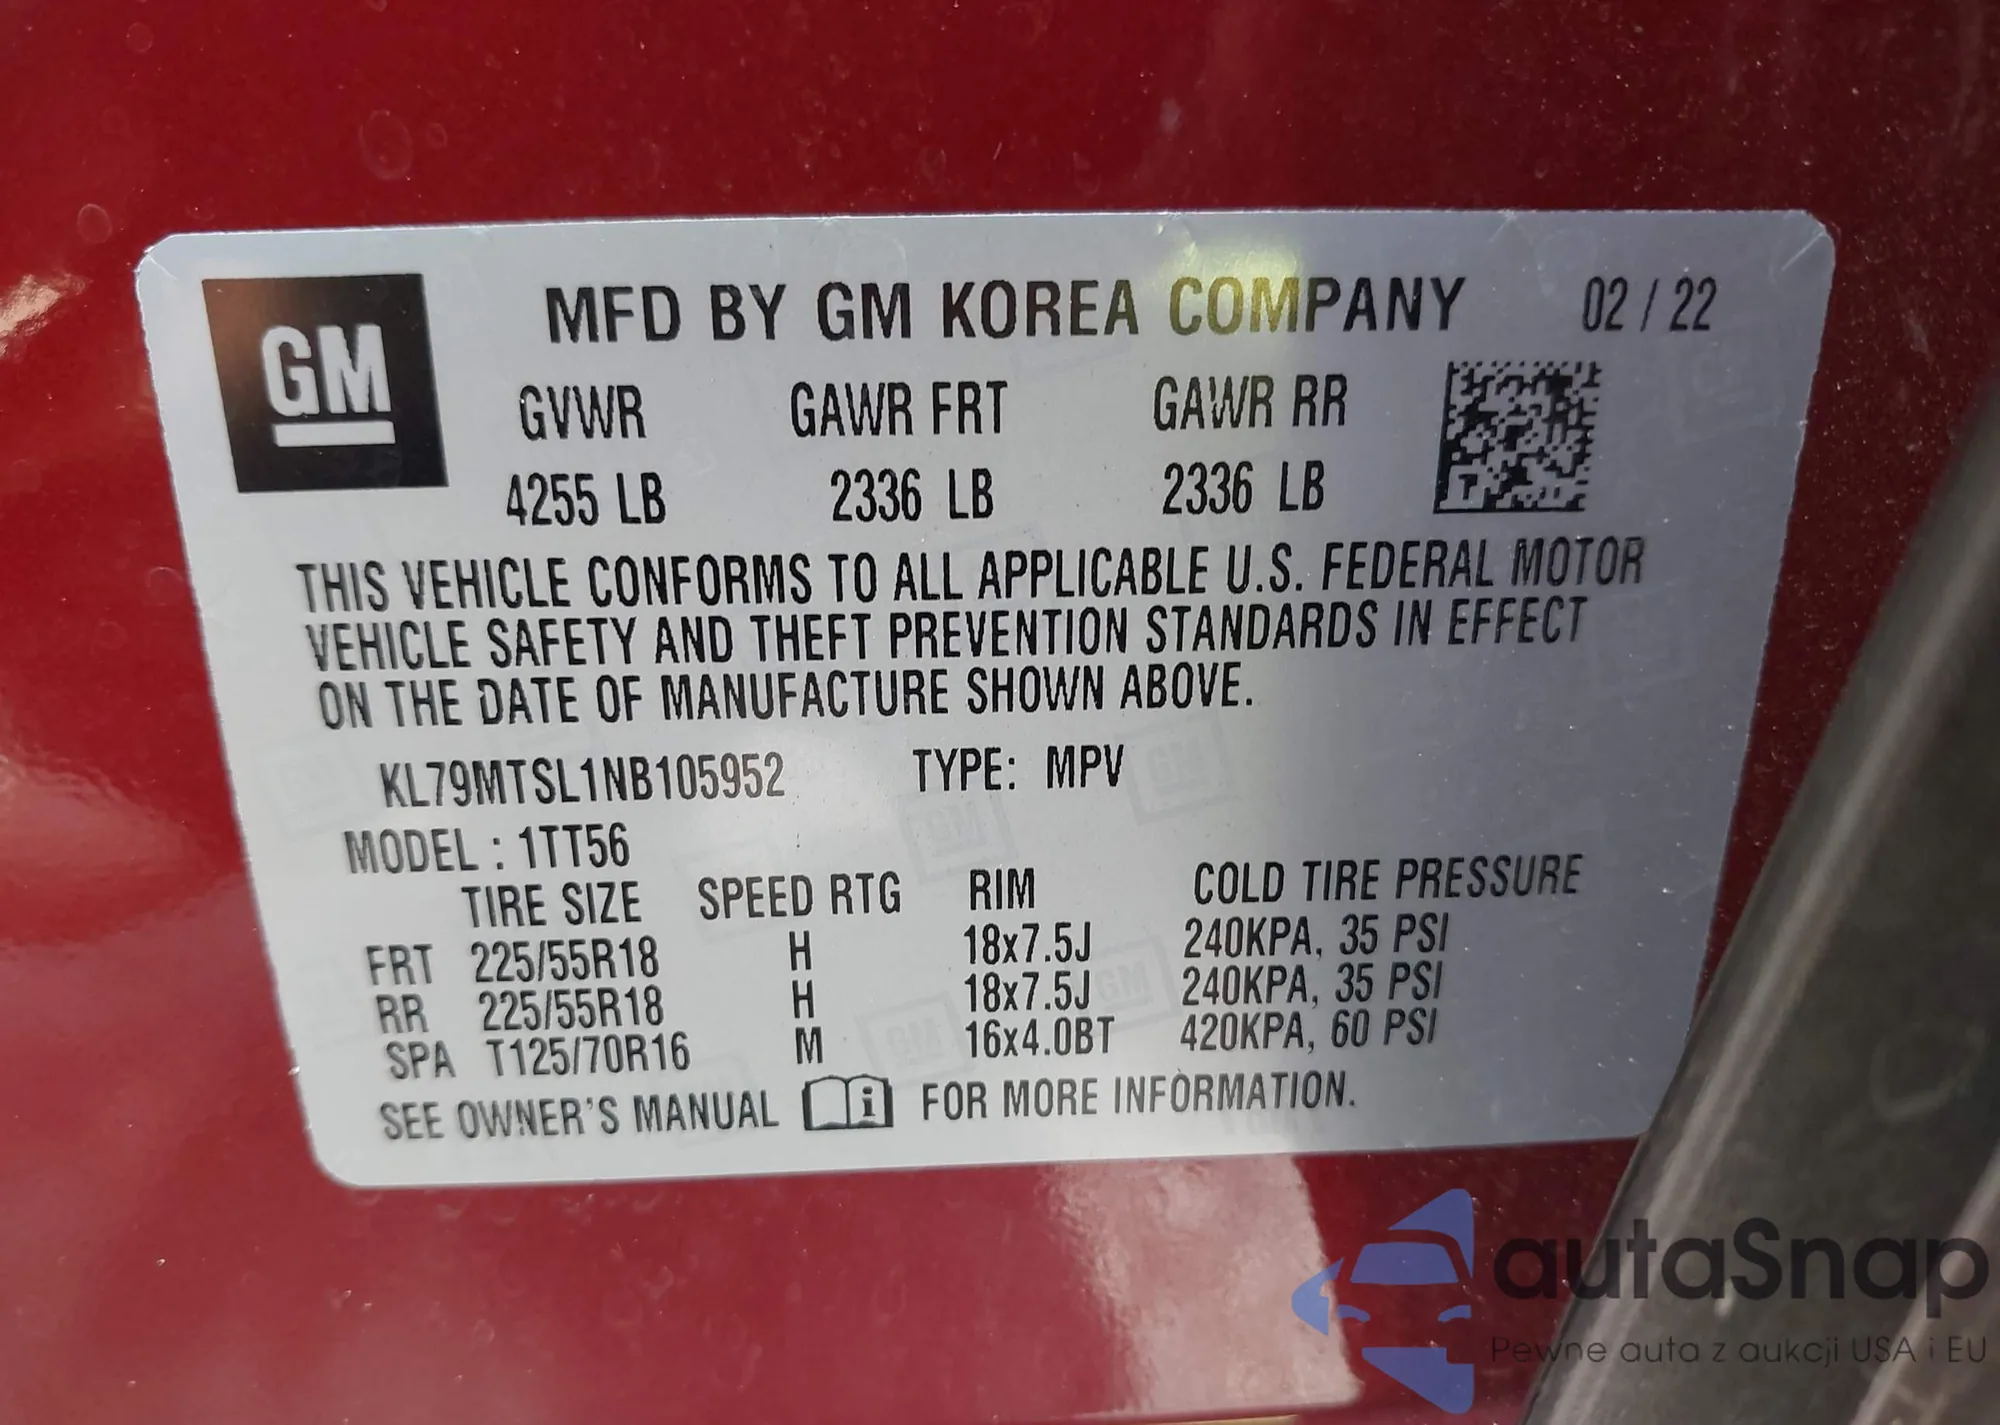 GM
MFD BY GM KOREA COMPANY 02 / 22
GVWR GAWR FRT GAWR RR
4255 LB 2336 LB 2336 LB
THIS VEHICLE CONFORMS TO ALL APPLICABLE U.S. FEDERAL MOTOR
VEHICLE SAFETY AND THEFT PREVENTION STANDARDS IN EFFECT
ON THE DATE OF MANUFACTURE SHOWN ABOVE.
KL79MTSL1NB105952 TYPE: MPV
MODEL : 1TT56
TIRE SIZE SPEED RTG RIM COLD TIRE PRESSURE
FRT 225/55R18 H 18x7.5J 240KPA, 35 PSI
RR 225/55R18 H 18x7.5J 240KPA, 35 PSI
SPA T125/70R16 M 16x4.0BT 420KPA, 60 PSI
SEE OWNER'S MANUAL i FOR MORE INFORMATION.
autaSnap
Pewne auta z aukcji USA i EU